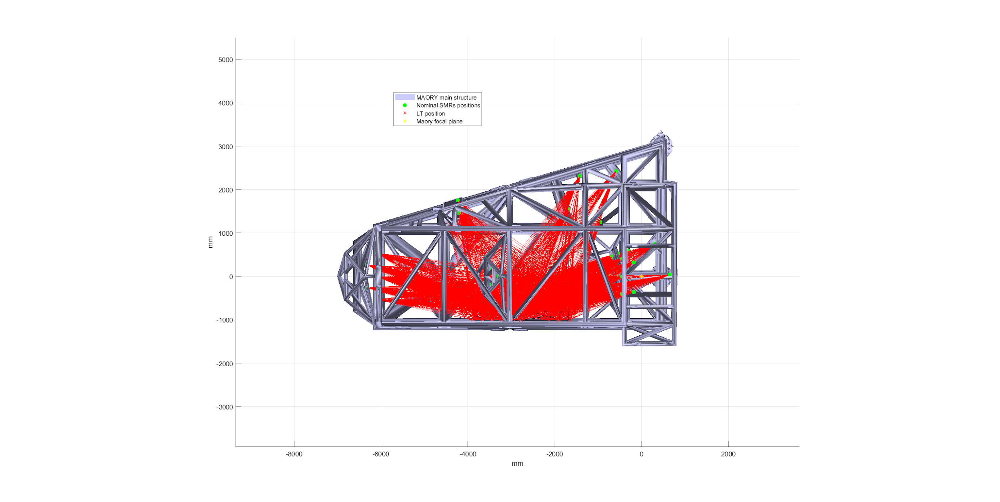 5000
4000
3000
2000
1000
0
-1000
-2000
-3000
mm
MAORY main structure
Nominal SMRs positions
LT position
Maory focal plane
-8000 -6000 -4000 -2000 0 2000
mm